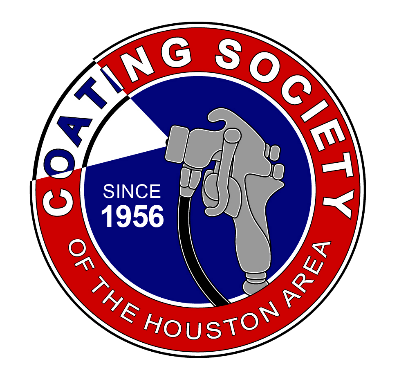 COATING SOCIETY
OF THE HOUSTON AREA
SINCE
1956